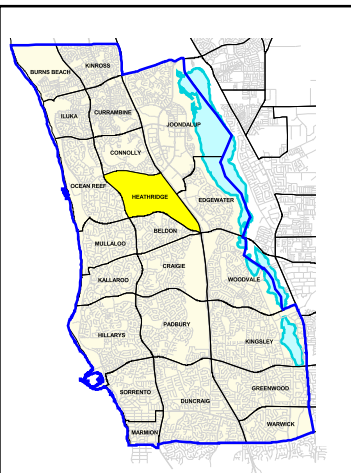 KINROSS
BURNS BEACH
ILUKA
CURRAMBINE
JOONDALUP
CONNOLLY
OCEAN REEF
HEATHRIDGE
EDGEWATER
BELDON
MULLALOO
CRAIGIE
KALLAROO
WOODVALE
HILLARYS
PADBURY
KINGSLEY
SORRENTO
DUNCRAIG
GREENWOOD
MARMION
WARWICK